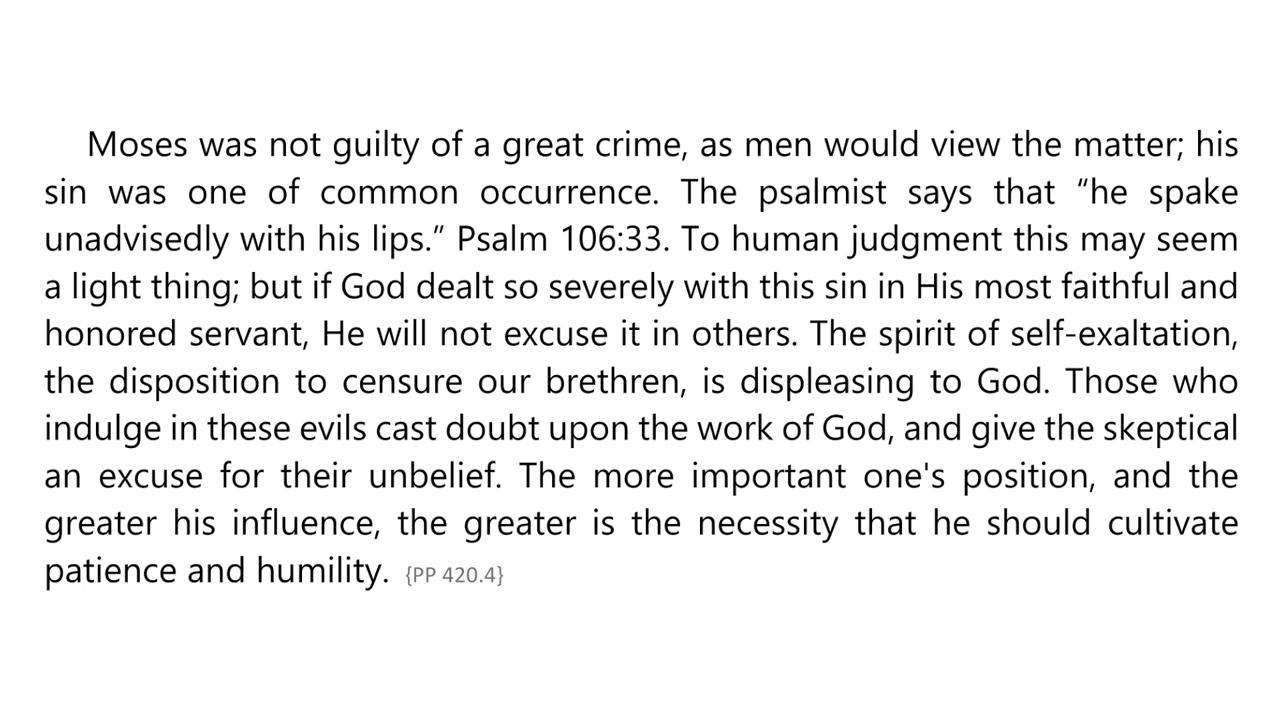 Moses was not guilty of a great crime, as men would view the matter; his
sin was one of common occurrence. The psalmist says that “he spake
unadvisedly with his lips.” Psalm 106:33. To human judgment this may seem
a light thing; but if God dealt so severely with this sin in His most faithful and
honored servant, He will not excuse it in others. The spirit of self-exaltation,
the disposition to censure our brethren, is displeasing to God. Those who
indulge in these evils cast doubt upon the work of God, and give the skeptical
an excuse for their unbelief. The more important one's position, and the
greater his influence, the greater is the necessity that he should cultivate
patience and humility. {PP 420.4}